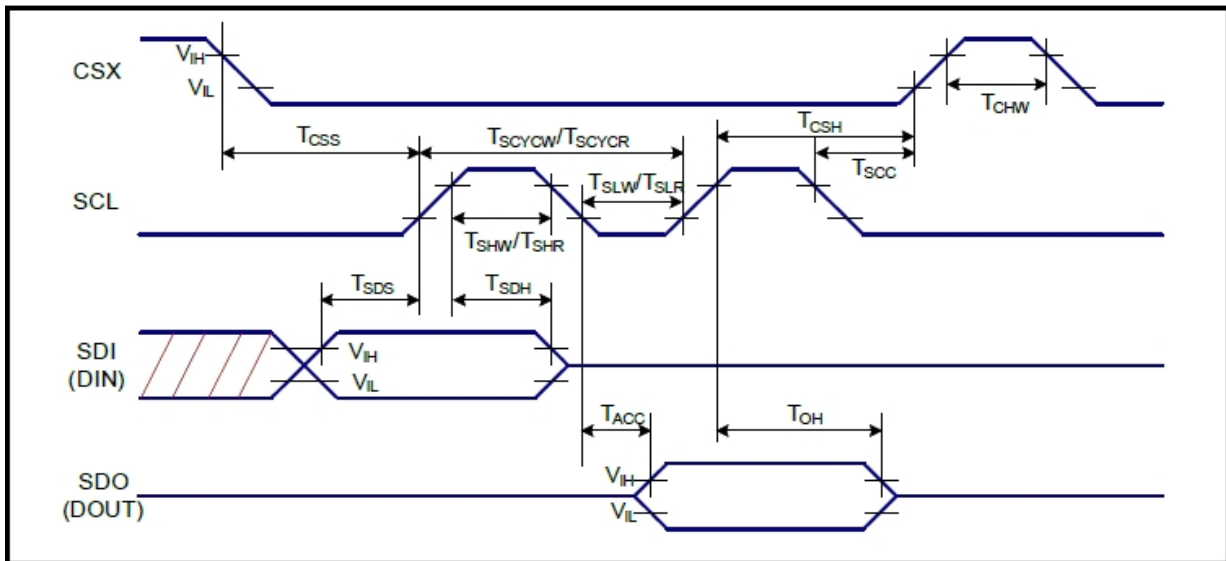 CSX
VIH
VIL
TCHW
TCSS
TSCYCW/TSCYCR
TCSH
TSCC
SCL
TSLW/TSLR
TSHW/TSHR
TSDS
TSDH
SDI
(DIN)
VIH
VIL
TACC
TOH
SDO
(DOUT)
VIH
VIL